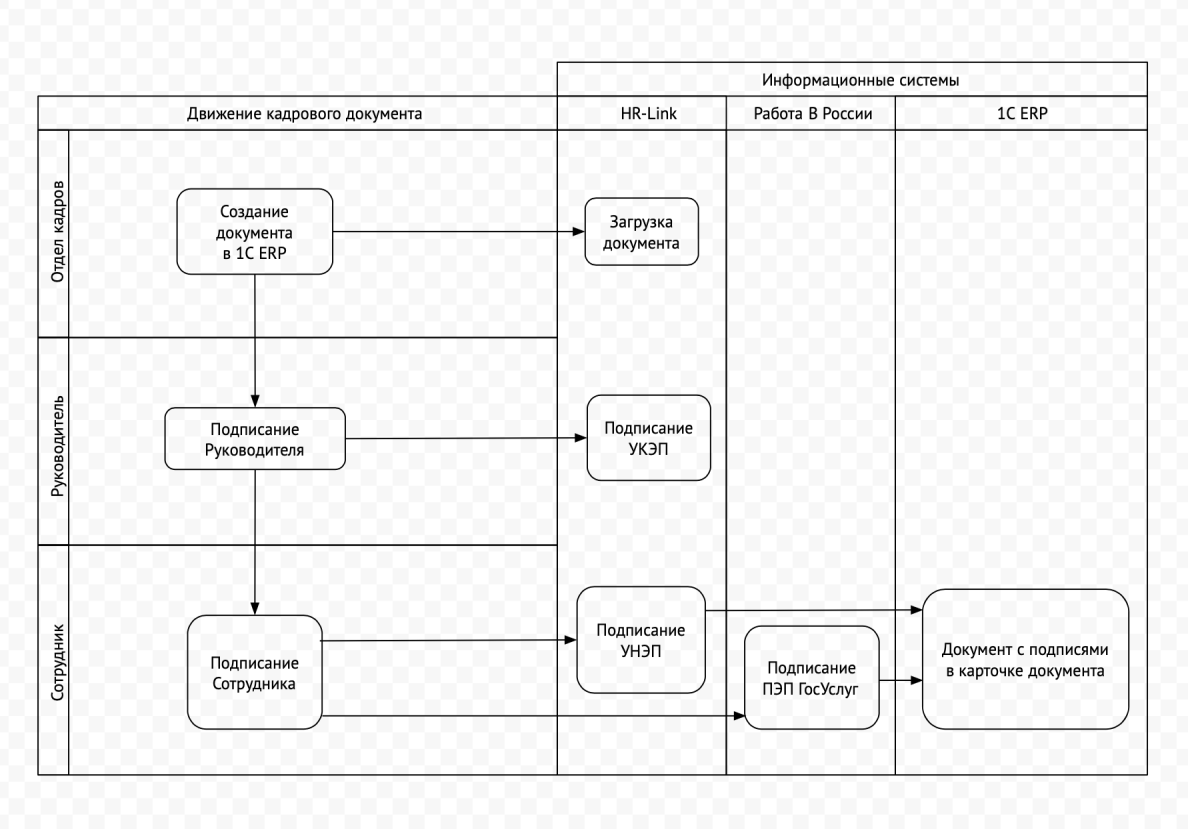 Информационные системы
Движение кадрового документа
HR-Link
Работа В России
1С ERP
Отдел кадров
Создание
документа
в 1С ERP
Загрузка
документа
Руководитель
Подписание
Руководителя
Подписание
УКЭП
Сотрудник
Подписание
Сотрудника
Подписание
УНЭП
Подписание
ПЭП ГосУслуг
Документ с подписями
в карточке документа